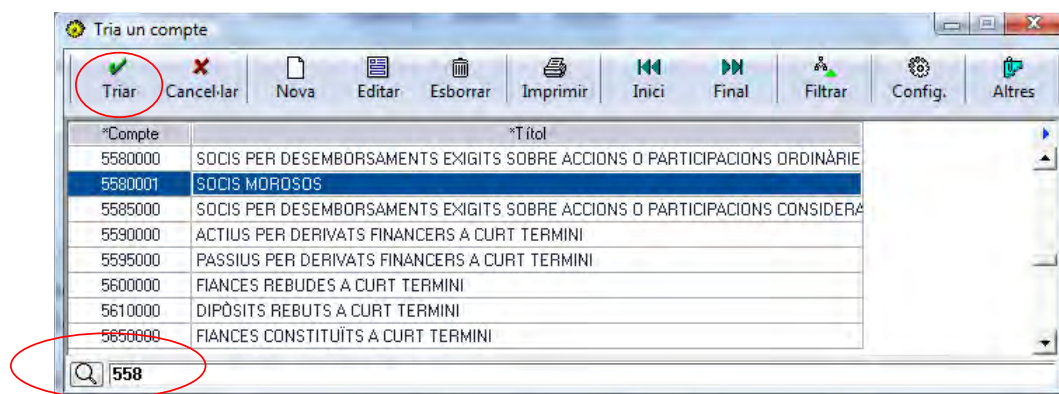 Tria un compte
Triar Cancel·lar Nova Editar Esborrar Imprimir Inici Final Filtrar Config. Altres
*Compte *Títol
5580000 SOCIS PER DESEMBORSAMENTS EXIGITS SOBRE ACCIONS O PARTICIPACIONS ORDINÀRIE
5580001 SOCIS MOROSOS
5585000 SOCIS PER DESEMBORSAMENTS EXIGITS SOBRE ACCIONS O PARTICIPACIONS CONSIDERA
5590000 ACTIUS PER DERIVATS FINANCERS A CURT TERMINI
5595000 PASSIUS PER DERIVATS FINANCERS A CURT TERMINI
5600000 FIANCES REBUDES A CURT TERMINI
5610000 DIPÒSITS REBUTS A CURT TERMINI
5650000 FIANCES CONSTITUÏTS A CURT TERMINI
558